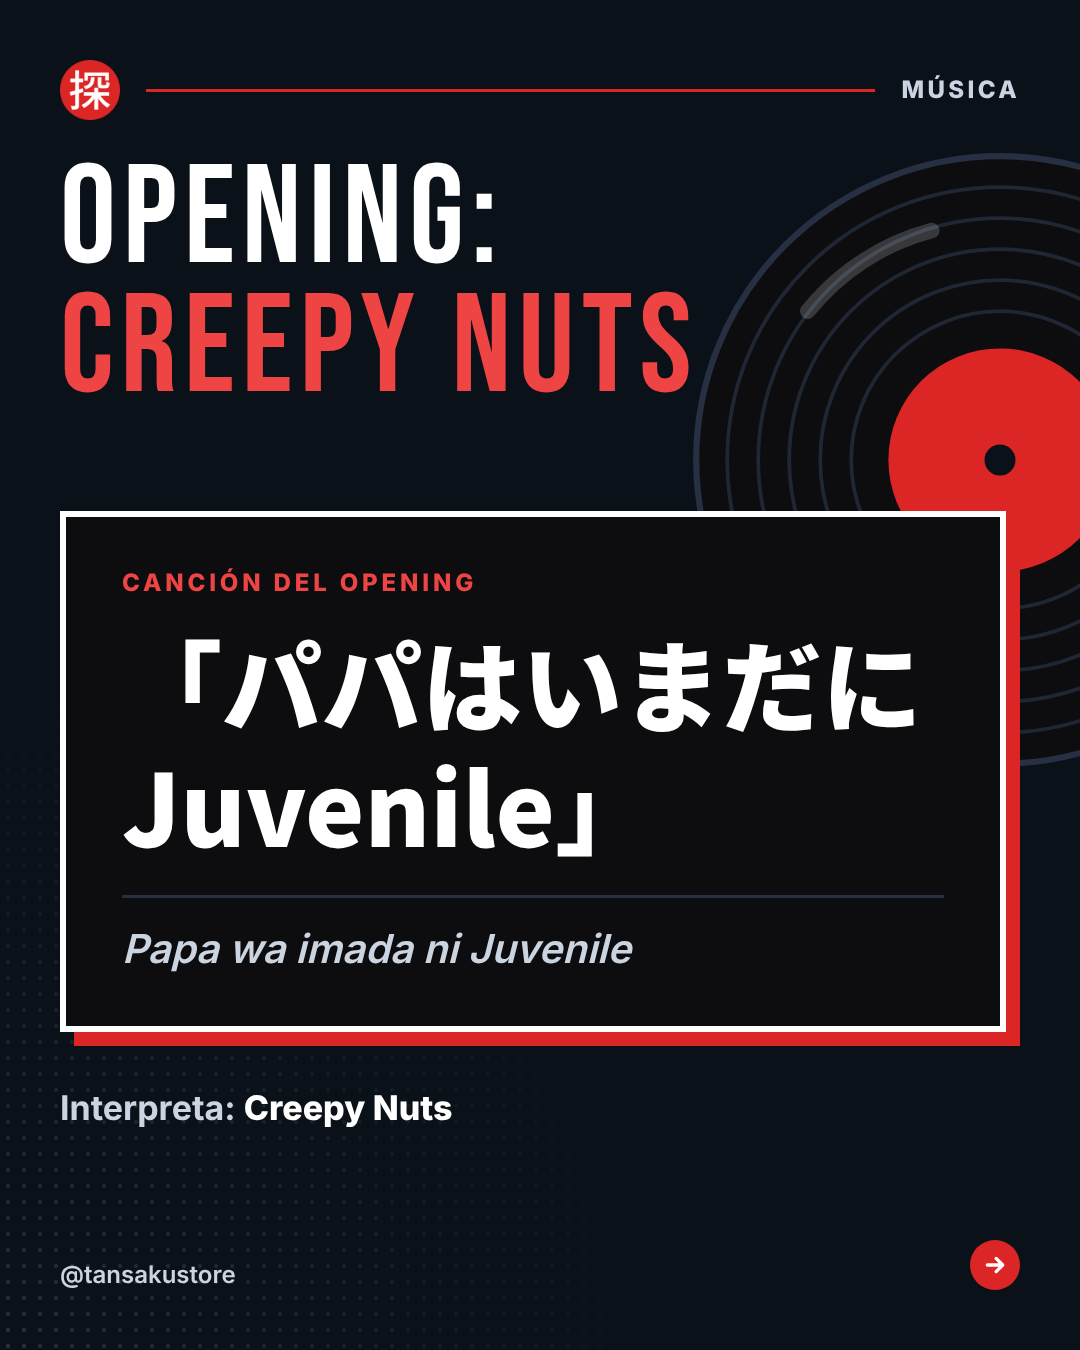 探
MÚSICA
OPENING:
CREEPY NUTS
CANCIÓN DEL OPENING
「パパはいまだに
Juvenile」
Papa wa imada ni Juvenile
Interpreta: Creepy Nuts
@tansakustore